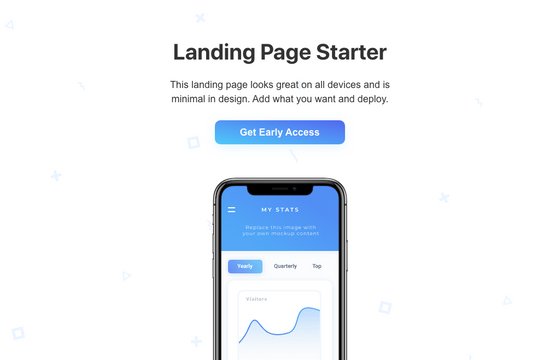 Landing Page Starter
This landing page looks great on all devices and is
minimal in design. Add what you want and deploy.
Get Early Access
MY STATS
Replace this image with
your own mockup content
Yearly Quarterly Top
Visitors